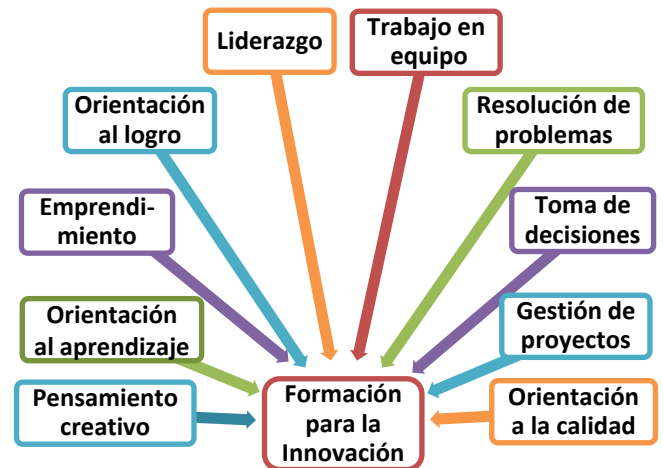 Liderazgo
Trabajo en
equipo
Orientación
al logro
Resolución de
problemas
Emprendi-
miento
Toma de
decisiones
Orientación
al aprendizaje
Gestión de
proyectos
Pensamiento
creativo
Formación
para la
Innovación
Orientación
a la calidad